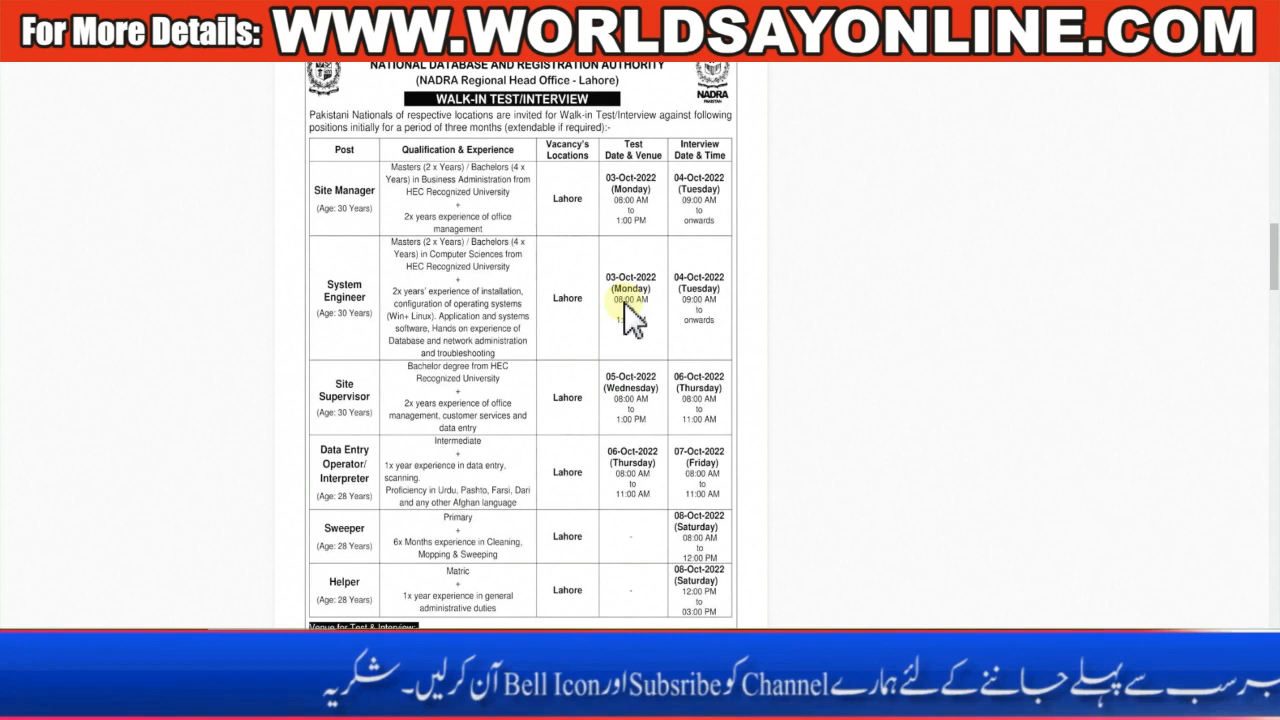 For More Details: WWW.WORLDSAYONLINE.COM
NATIONAL DATABASE AND REGISTRATION AUTHORITY
(NADRA Regional Head Office - Lahore)
NADRA
PAKISTAN
WALK-IN TEST/INTERVIEW
Pakistani Nationals of respective locations are invited for Walk-in Test/Interview against following
positions initially for a period of three months (extendable if required):-
Post
Qualification & Experience
Vacancy's
Locations
Test
Date & Venue
Interview
Date & Time
Site Manager
(Age: 30 Years)
Masters (2 x Years) / Bachelors (4 x
Years) in Business Administration from
HEC Recognized University
+
2x years experience of office
management
Lahore
03-Oct-2022
(Monday)
08:00 AM
to
1:00 PM
04-Oct-2022
(Tuesday)
09:00 AM
to
onwards
System
Engineer
(Age: 30 Years)
Masters (2 x Years) / Bachelors (4 x
Years) in Computer Sciences from
HEC Recognized University
+
2x years' experience of installation,
configuration of operating systems
(Win+ Linux). Application and systems
software, Hands on experience of
Database and network administration
and troubleshooting
Lahore
03-Oct-2022
(Monday)
08:00 AM
04-Oct-2022
(Tuesday)
09:00 AM
to
onwards
Site
Supervisor
(Age: 30 Years)
Bachelor degree from HEC
Recognized University
+
2x years experience of office
management, customer services and
data entry
Lahore
05-Oct-2022
(Wednesday)
08:00 AM
to
1:00 PM
06-Oct-2022
(Thursday)
08:00 AM
to
11:00 AM
Data Entry
Operator/
Interpreter
(Age: 28 Years)
Intermediate
+
1x year experience in data entry,
scanning.
Proficiency in Urdu, Pashto, Farsi, Dari
and any other Afghan language
Lahore
06-Oct-2022
(Thursday)
08:00 AM
to
11:00 AM
07-Oct-2022
(Friday)
08:00 AM
to
11:00 AM
Sweeper
(Age: 28 Years)
Primary
+
6x Months experience in Cleaning,
Mopping & Sweeping
Lahore
-
08-Oct-2022
(Saturday)
08:00 AM
to
12:00 PM
Helper
(Age: 28 Years)
Matric
+
1x year experience in general
administrative duties
Lahore
-
08-Oct-2022
(Saturday)
12:00 PM
to
03:00 PM
Venue for Test & Interview:
سب سے پہلے جاننے کے لئے ہمارے Channel کو Subsribe اور Bell Icon آن کرلیں۔ شکریہ